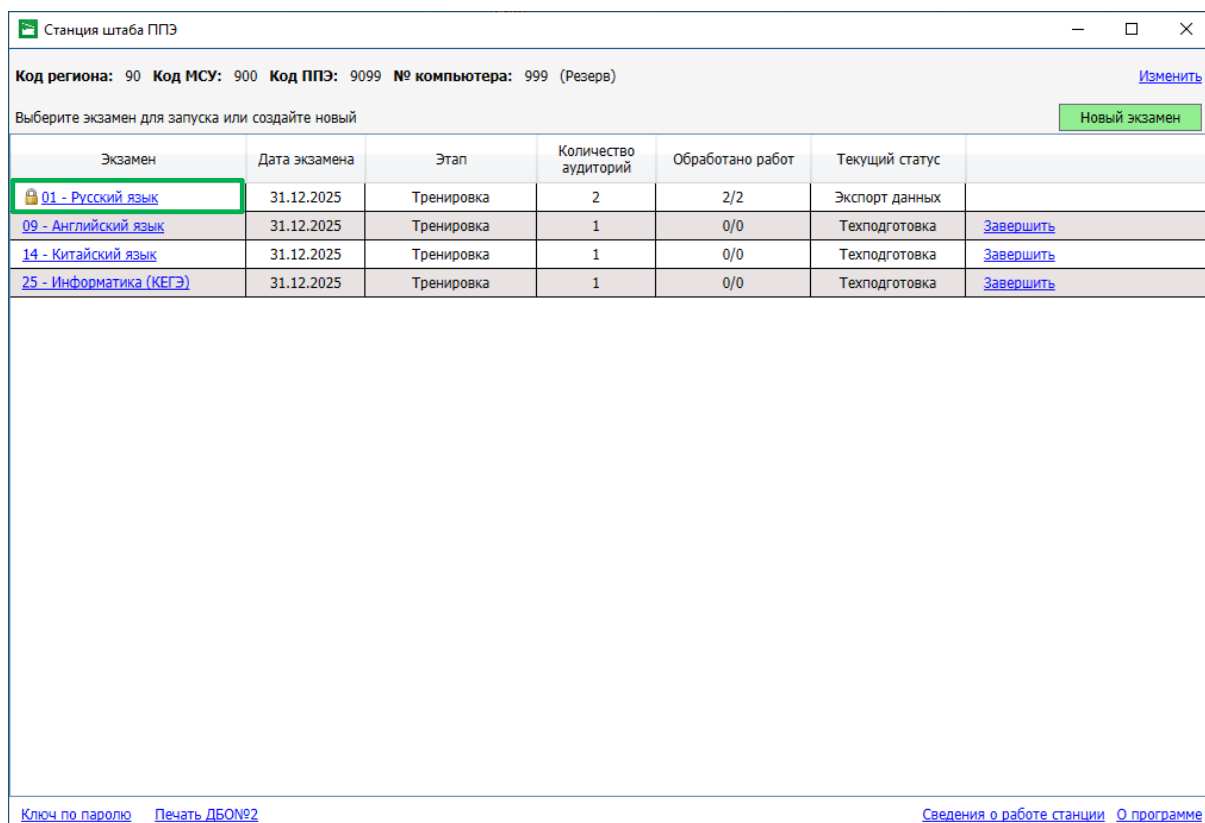 Станция штаба ППЭ
Код региона: 90 Код МСУ: 900 Код ППЭ: 9099 № компьютера: 999 (Резерв) Изменить
Выберите экзамен для запуска или создайте новый Новый экзамен
Экзамен Дата экзамена Этап Количество аудиторий Обработано работ Текущий статус
01 - Русский язык 31.12.2025 Тренировка 2 2/2 Экспорт данных
09 - Английский язык 31.12.2025 Тренировка 1 0/0 Техподготовка Завершить
14 - Китайский язык 31.12.2025 Тренировка 1 0/0 Техподготовка Завершить
25 - Информатика (КЕГЭ) 31.12.2025 Тренировка 1 0/0 Техподготовка Завершить
Ключ по паролю Печать ДБО№2 Сведения о работе станции О программе